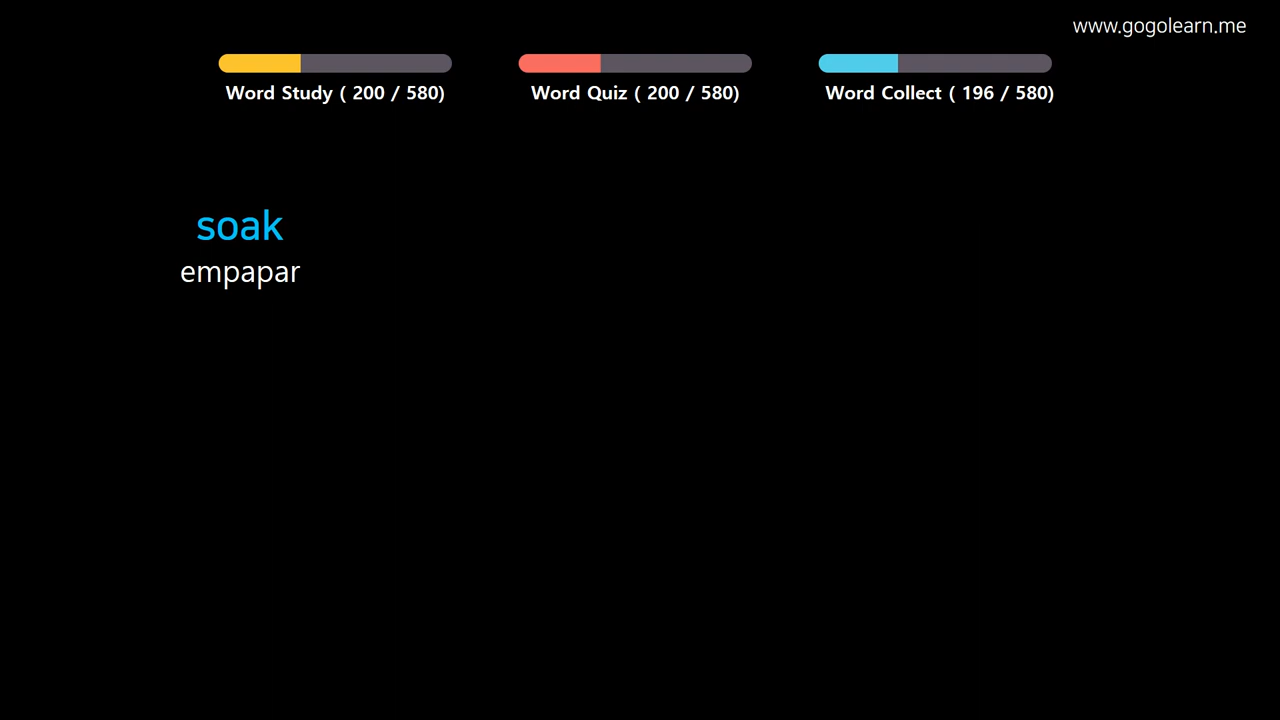 www.gogolearn.me
Word Study ( 200 / 580)
Word Quiz ( 200 / 580)
Word Collect ( 196 / 580)
soak
empapar